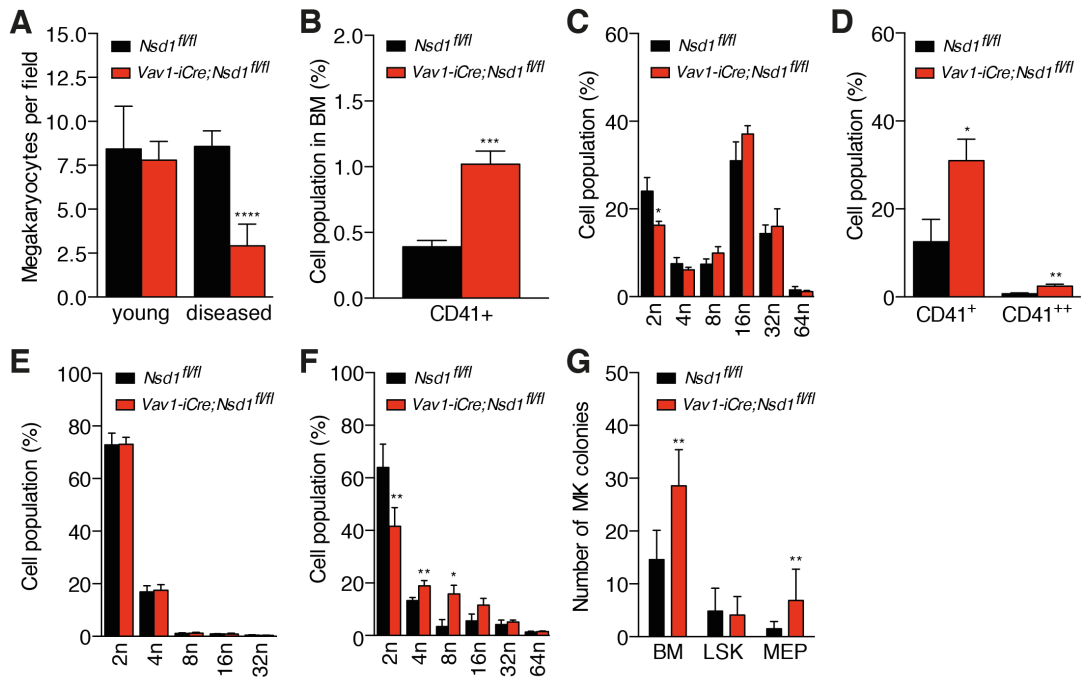 A
Megakaryocytes per field
15.0
12.5
10.0
7.5
5.0
2.5
0.0
Nsd1fl/fl
Vav1-iCre;Nsd1fl/fl
****
young diseased
B
Cell population in BM (%)
2.0
1.5
1.0
0.5
0.0
Nsd1fl/fl
Vav1-iCre;Nsd1fl/fl
***
CD41+
C
Cell population (%)
60
40
20
0
Nsd1fl/fl
Vav1-iCre;Nsd1fl/fl
*
2n 4n 8n 16n 32n 64n
D
Cell population (%)
60
40
20
0
Nsd1fl/fl
Vav1-iCre;Nsd1fl/fl
*
**
CD41+ CD41++
E
Cell population (%)
100
80
60
40
20
0
Nsd1fl/fl
Vav1-iCre;Nsd1fl/fl
2n 4n 8n 16n 32n
F
Cell population (%)
100
80
60
40
20
0
Nsd1fl/fl
Vav1-iCre;Nsd1fl/fl
**
**
*
2n 4n 8n 16n 32n 64n
G
Number of MK colonies
50
40
30
20
10
0
Nsd1fl/fl
Vav1-iCre;Nsd1fl/fl
**
**
BM LSK MEP